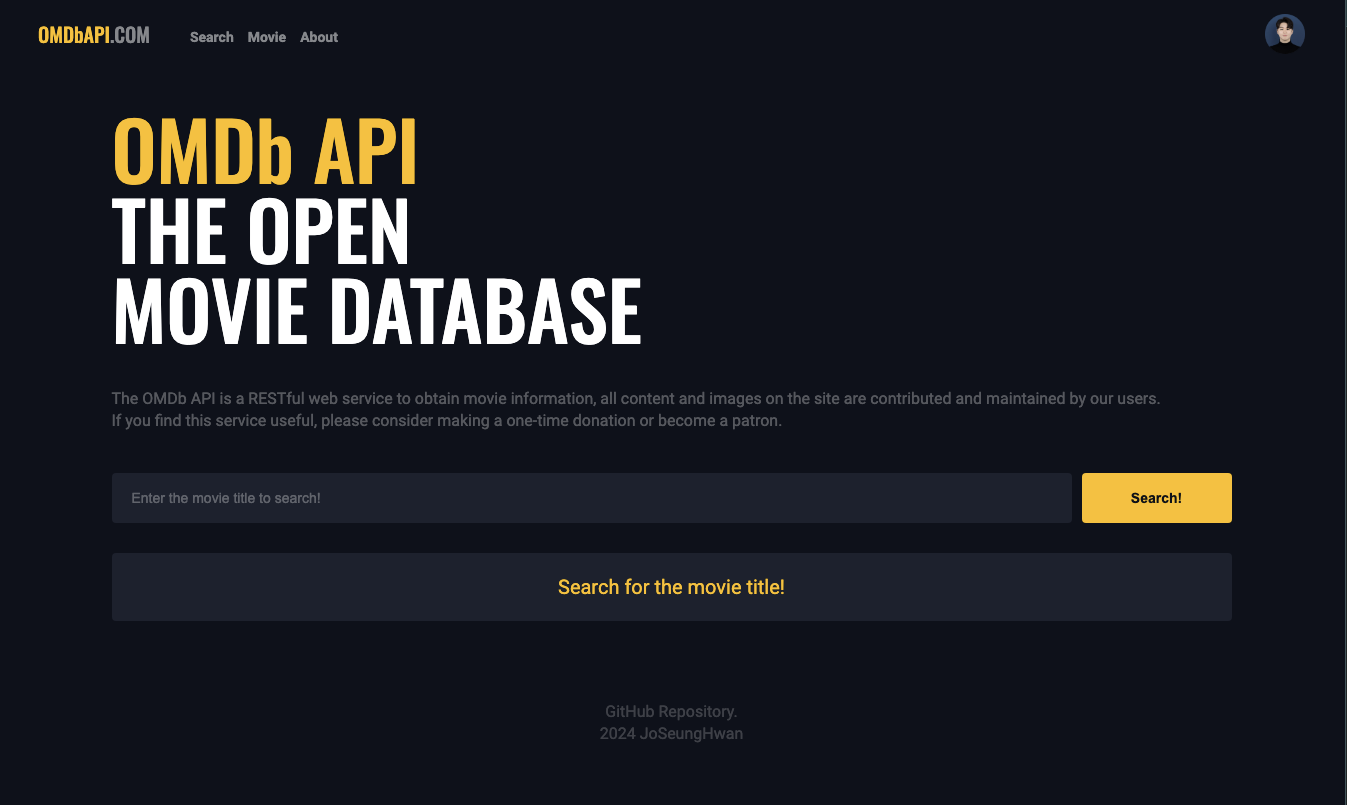 OMDbAPI.COM
Search Movie About
OMDb API
THE OPEN
MOVIE DATABASE
The OMDb API is a RESTful web service to obtain movie information, all content and images on the site are contributed and maintained by our users.
If you find this service useful, please consider making a one-time donation or become a patron.
Enter the movie title to search!
Search!
Search for the movie title!
GitHub Repository.
2024 JoSeungHwan